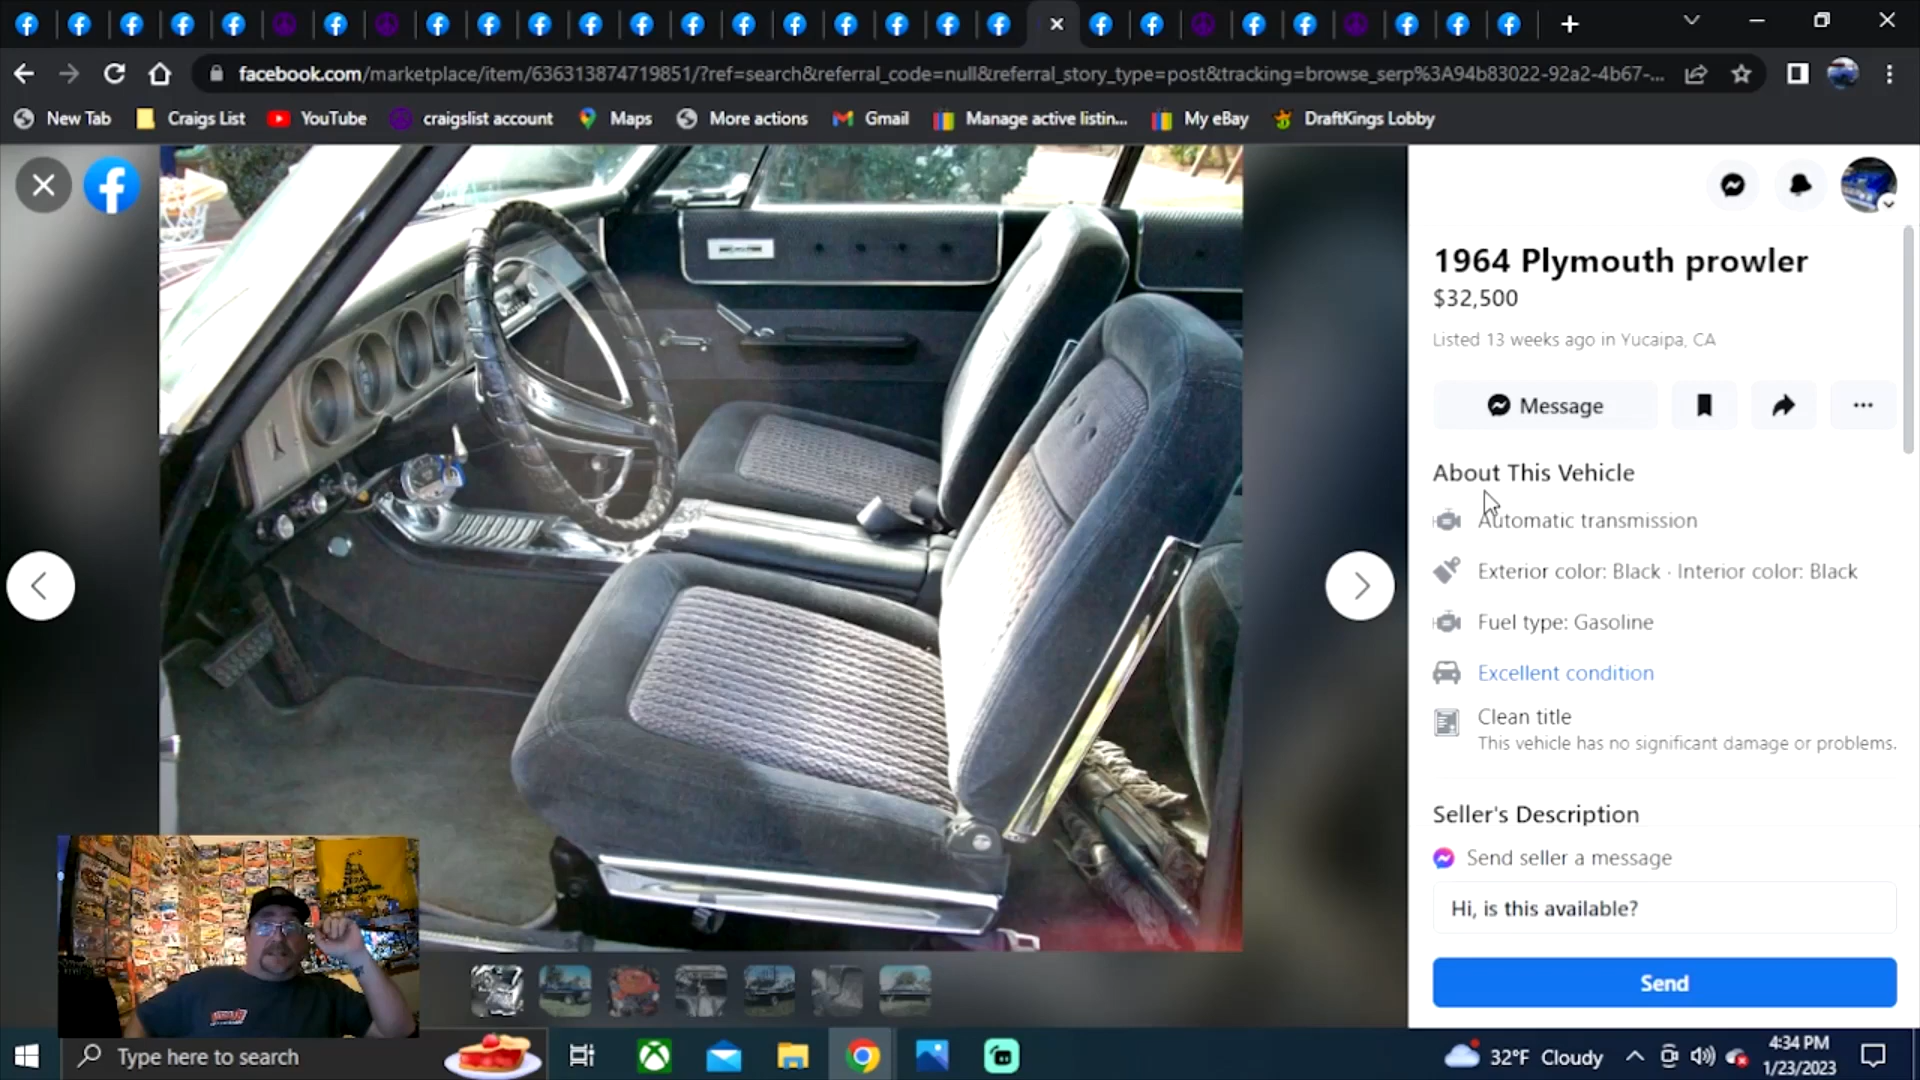 facebook.com/marketplace/item/636313874719851/?ref=search&referral_code=null&referral_story_type=post&tracking=browse_serp%3A94b83022-92a2-4b67-...
New Tab
Craigs List
YouTube
craigslist account
Maps
More actions
Gmail
Manage active listin...
My eBay
DraftKings Lobby
1964 Plymouth prowler
$32,500
Listed 13 weeks ago in Yucaipa, CA
Message
About This Vehicle
Automatic transmission
Exterior color: Black · Interior color: Black
Fuel type: Gasoline
Excellent condition
Clean title
This vehicle has no significant damage or problems.
Seller's Description
Send seller a message
Hi, is this available?
Send
Type here to search
32°F Cloudy
4:34 PM
1/23/2023